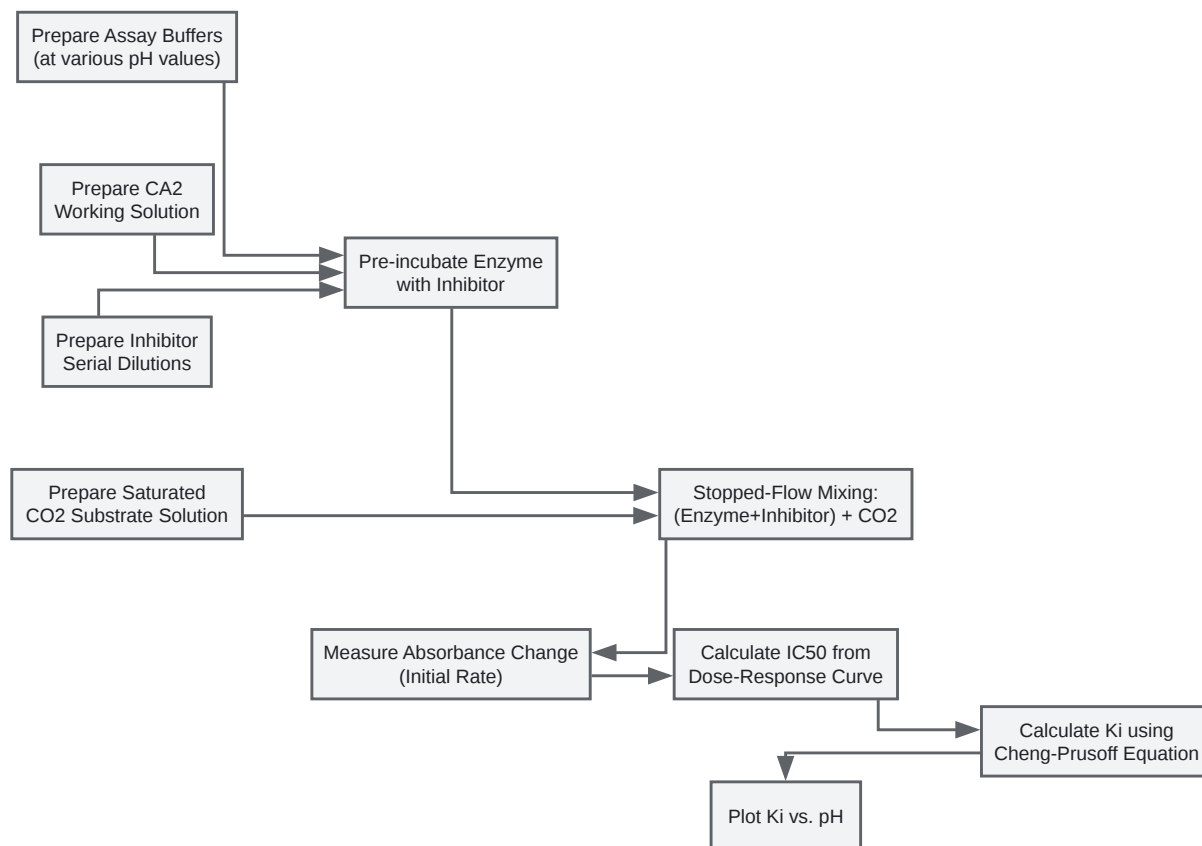 Prepare Assay Buffers
(at various pH values)
Prepare CA2
Working Solution
Pre-incubate Enzyme
with Inhibitor
Prepare Inhibitor
Serial Dilutions
Prepare Saturated
CO2 Substrate Solution
Stopped-Flow Mixing:
(Enzyme+Inhibitor) + CO2
Measure Absorbance Change
(Initial Rate)
Calculate IC50 from
Dose-Response Curve
Calculate Ki using
Cheng-Prusoff Equation
Plot Ki vs. pH